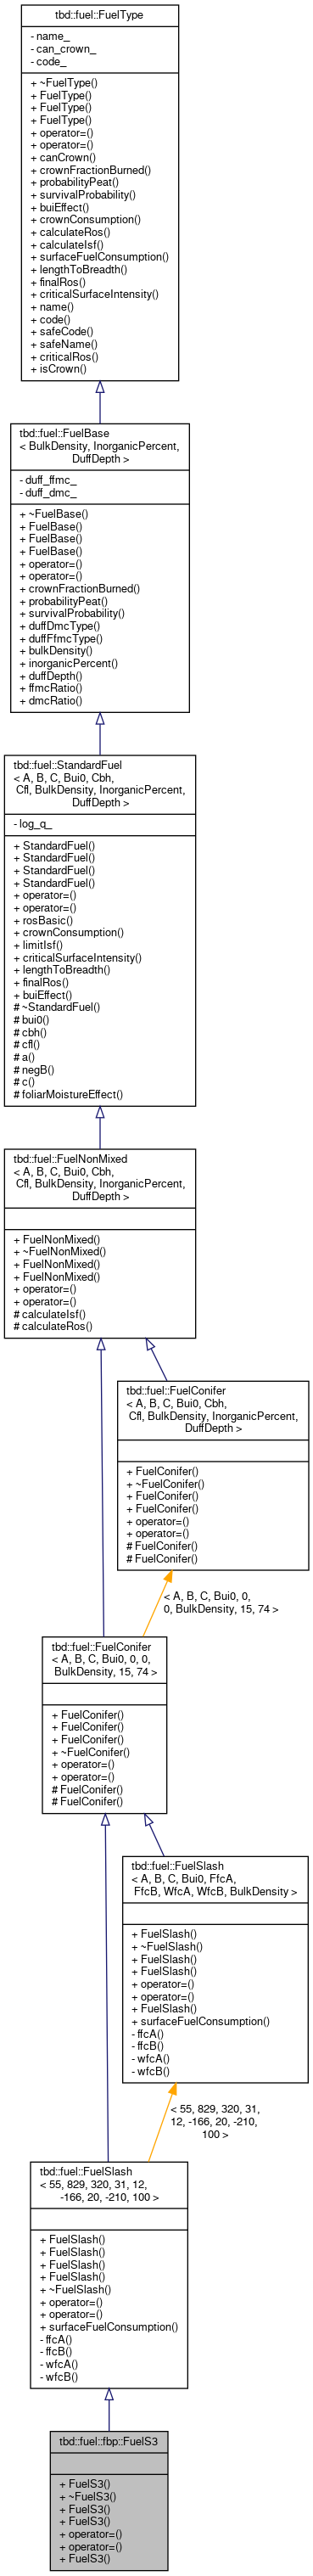 tbd::fuel::FuelType
- name_
- can_crown_
- code_
+ ~FuelType()
+ FuelType()
+ FuelType()
+ FuelType()
+ operator=()
+ operator=()
+ canCrown()
+ crownFractionBurned()
+ probabilityPeat()
+ survivalProbability()
+ buiEffect()
+ crownConsumption()
+ calculateRos()
+ calculateIsf()
+ surfaceFuelConsumption()
+ lengthToBreadth()
+ finalRos()
+ criticalSurfaceIntensity()
+ name()
+ code()
+ safeCode()
+ safeName()
+ criticalRos()
+ isCrown()
tbd::fuel::FuelBase
< BulkDensity, InorganicPercent,
DuffDepth >
- duff_ffmc_
- duff_dmc_
+ ~FuelBase()
+ FuelBase()
+ FuelBase()
+ FuelBase()
+ operator=()
+ operator=()
+ crownFractionBurned()
+ probabilityPeat()
+ survivalProbability()
+ duffDmcType()
+ duffFfmcType()
+ bulkDensity()
+ inorganicPercent()
+ duffDepth()
+ ffmcRatio()
+ dmcRatio()
tbd::fuel::StandardFuel
< A, B, C, Bui0, Cbh,
Cfl, BulkDensity, InorganicPercent,
DuffDepth >
- log_q_
+ StandardFuel()
+ StandardFuel()
+ StandardFuel()
+ StandardFuel()
+ operator=()
+ operator=()
+ rosBasic()
+ crownConsumption()
+ limitIsf()
+ criticalSurfaceIntensity()
+ lengthToBreadth()
+ finalRos()
+ buiEffect()
# ~StandardFuel()
# bui0()
# cbh()
# cfl()
# a()
# negB()
# c()
# foliarMoistureEffect()
tbd::fuel::FuelNonMixed
< A, B, C, Bui0, Cbh,
Cfl, BulkDensity, InorganicPercent,
DuffDepth >
+ FuelNonMixed()
+ ~FuelNonMixed()
+ FuelNonMixed()
+ FuelNonMixed()
+ operator=()
+ operator=()
# calculateIsf()
# calculateRos()
tbd::fuel::FuelConifer
< A, B, C, Bui0, Cbh,
Cfl, BulkDensity, InorganicPercent,
DuffDepth >
+ FuelConifer()
+ ~FuelConifer()
+ FuelConifer()
+ FuelConifer()
+ operator=()
+ operator=()
# FuelConifer()
# FuelConifer()
< A, B, C, Bui0, 0,
0, BulkDensity, 15, 74 >
tbd::fuel::FuelConifer
< A, B, C, Bui0, 0, 0,
BulkDensity, 15, 74 >
+ FuelConifer()
+ FuelConifer()
+ FuelConifer()
+ ~FuelConifer()
+ operator=()
+ operator=()
# FuelConifer()
# FuelConifer()
tbd::fuel::FuelSlash
< A, B, C, Bui0, FfcA,
FfcB, WfcA, WfcB, BulkDensity >
+ FuelSlash()
+ ~FuelSlash()
+ FuelSlash()
+ FuelSlash()
+ operator=()
+ operator=()
+ FuelSlash()
+ surfaceFuelConsumption()
- ffcA()
- ffcB()
- wfcA()
- wfcB()
< 55, 829, 320, 31,
12, -166, 20, -210,
100 >
tbd::fuel::FuelSlash
< 55, 829, 320, 31, 12,
-166, 20, -210, 100 >
+ FuelSlash()
+ FuelSlash()
+ FuelSlash()
+ FuelSlash()
+ ~FuelSlash()
+ operator=()
+ operator=()
+ surfaceFuelConsumption()
- ffcA()
- ffcB()
- wfcA()
- wfcB()
tbd::fuel::fbp::FuelS3
+ FuelS3()
+ ~FuelS3()
+ FuelS3()
+ FuelS3()
+ operator=()
+ operator=()
+ FuelS3()